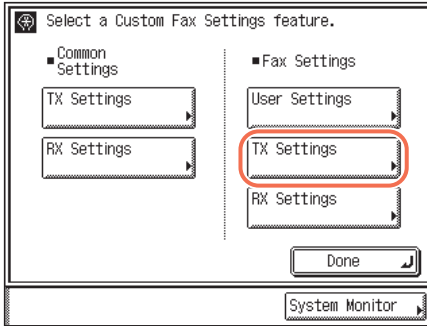 Select a Custom Fax Settings feature.
■Common
Settings
TX Settings
RX Settings
■Fax Settings
User Settings
TX Settings
RX Settings
Done
System Monitor